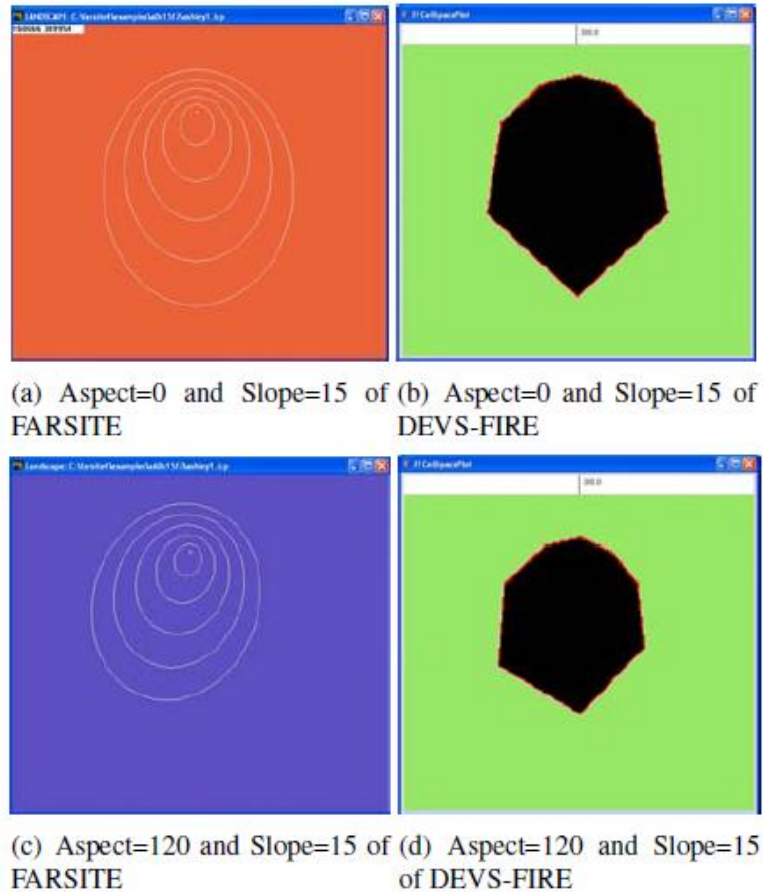 (a) Aspect=0 and Slope=15 of FARSITE
(b) Aspect=0 and Slope=15 of DEVS-FIRE
(c) Aspect=120 and Slope=15 of FARSITE
(d) Aspect=120 and Slope=15 of DEVS-FIRE